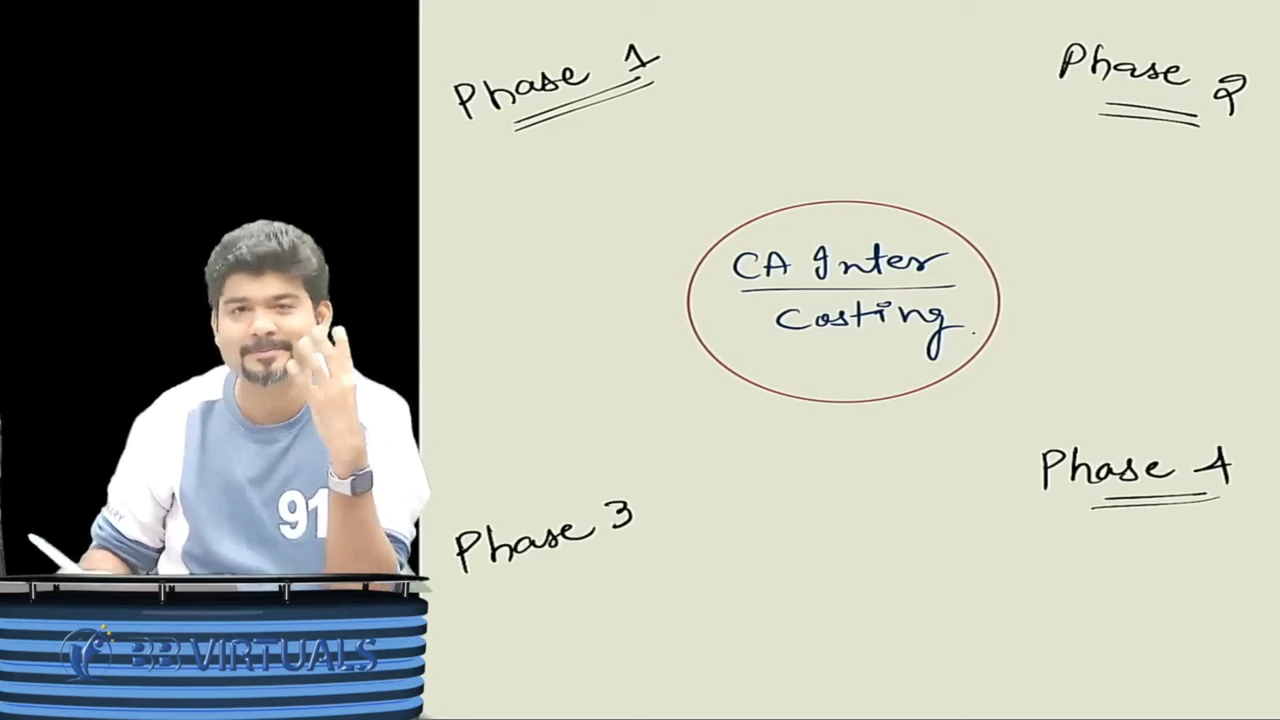 Phase 1
Phase 2
CA Inter
Costing
Phase 4
Phase 3
91
BB VIRTUALS